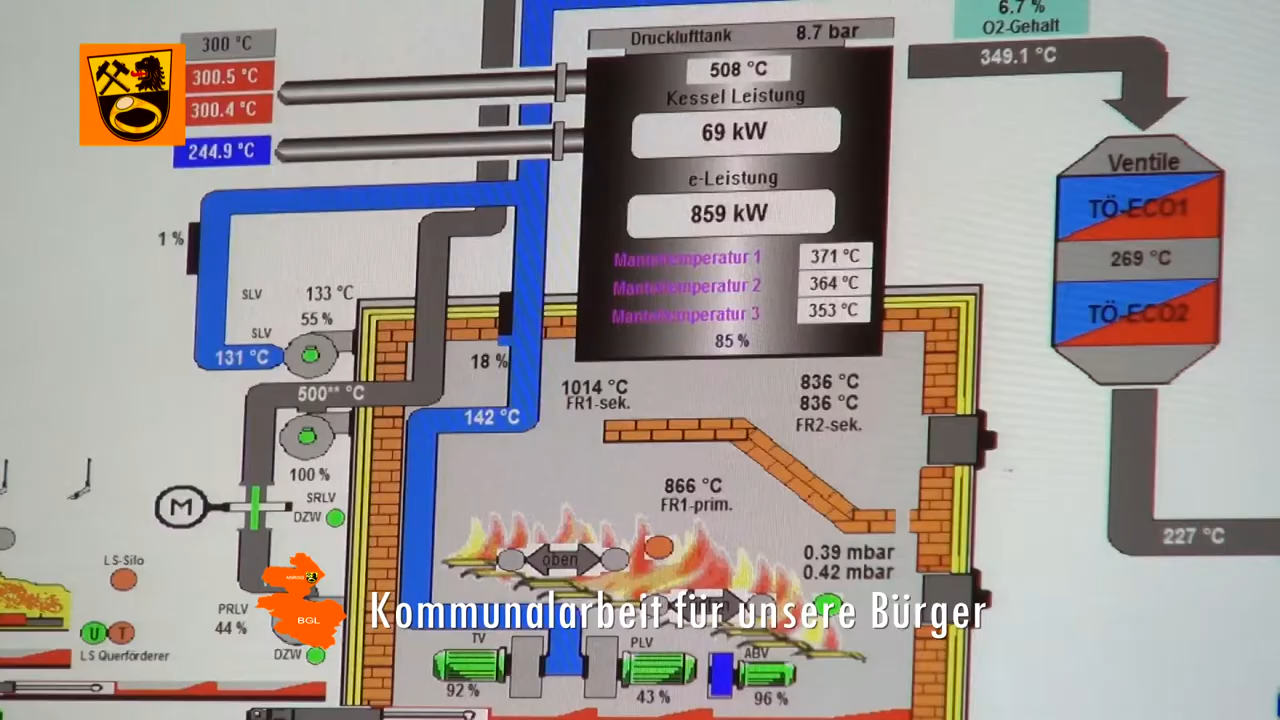 6.7 %
O2-Gehalt
300 °C
Drucklufttank 8.7 bar
349.1 °C
300.5 °C
508 °C
300.4 °C
Kessel Leistung
69 kW
244.9 °C
Ventile
e-Leistung
TÖ-ECO1
859 kW
1 %
Manteltemperatur 1 371 °C
269 °C
Manteltemperatur 2 364 °C
SLV 133 °C
Manteltemperatur 3 353 °C
TÖ-ECO2
55 %
SLV
85 %
131 °C
18 %
1014 °C
FR1-sek.
836 °C
836 °C
FR2-sek.
500** °C
142 °C
100 %
866 °C
FR1-prim.
SRLV
M
DZW
227 °C
oben
0.39 mbar
0.42 mbar
LS-Silo
BGL
Kommunalarbeit für unsere Bürger
PRLV
44 %
U T
LS Querförderer
DZW
TV
PLV
ABV
92 %
43 %
96 %